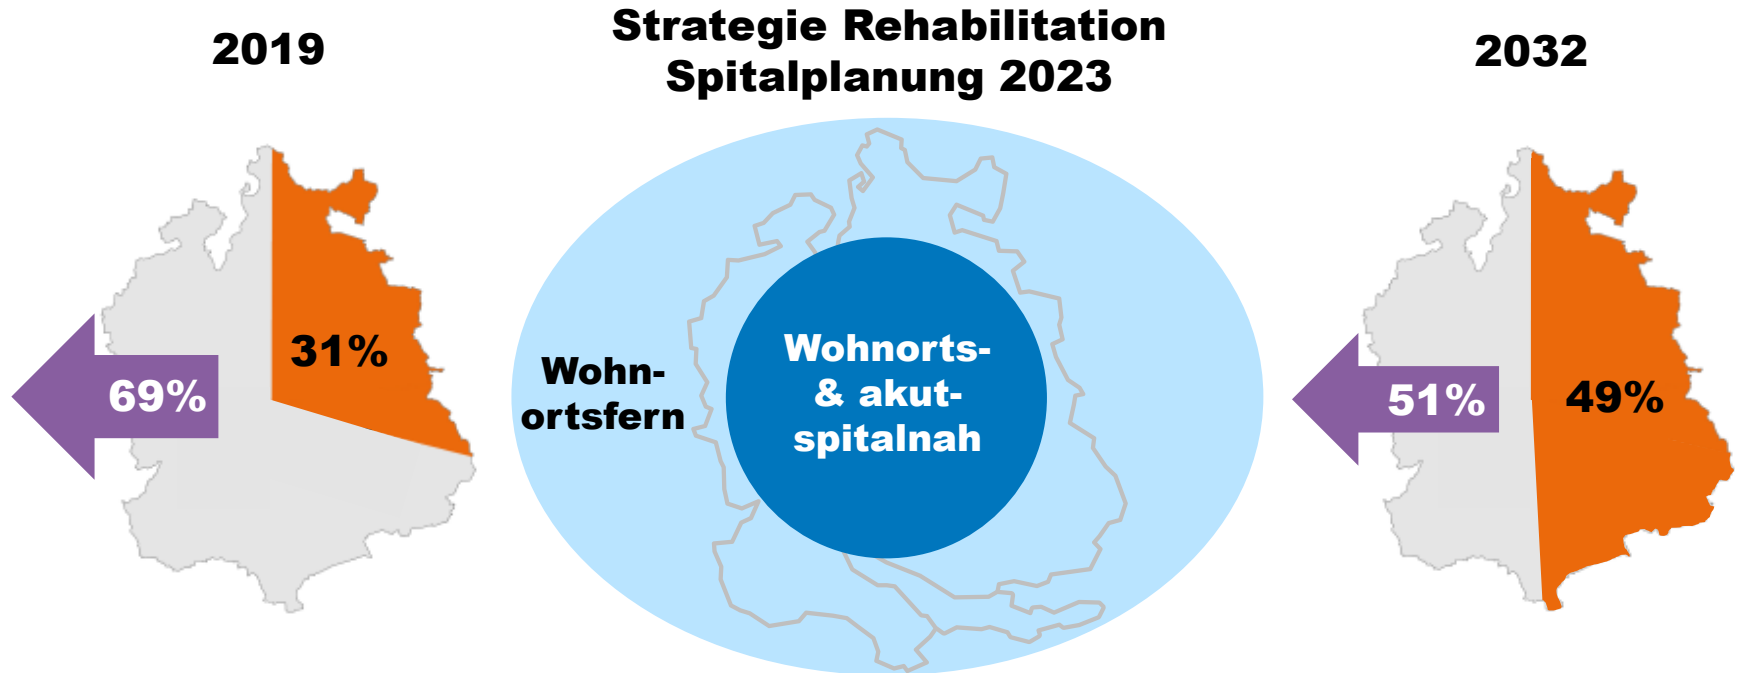 Strategie Rehabilitation
Spitalplanung 2023
2019
31%
69%
Wohn-
ortsfern
Wohnorts-
& akut-
spitalnah
2032
51%
49%